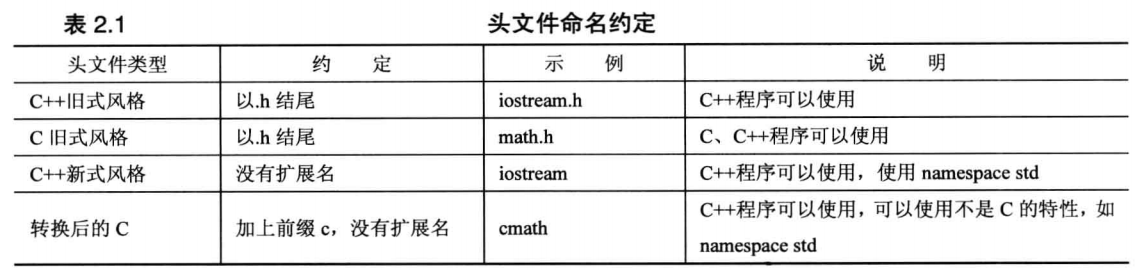 表 2.1 头文件命名约定
头文件类型 约 定 示 例 说 明
C++旧式风格 以.h 结尾 iostream.h C++程序可以使用
C 旧式风格 以.h 结尾 math.h C、C++程序可以使用
C++新式风格 没有扩展名 iostream C++程序可以使用，使用 namespace std
转换后的 C 加上前缀 c，没有扩展名 cmath C++程序可以使用，可以使用不是 C 的特性，如
namespace std